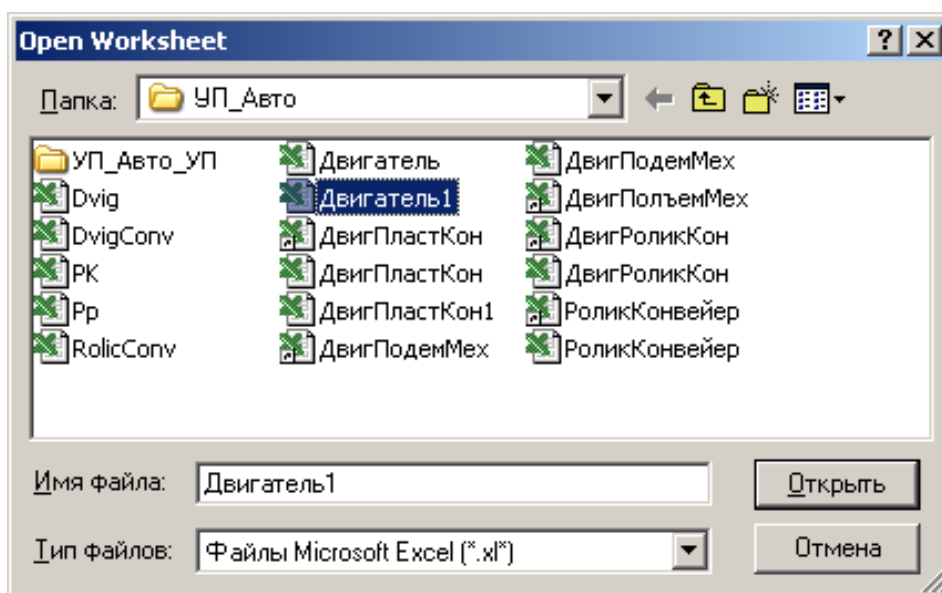 Open Worksheet
Папка: УП_Авто
УП_Авто_УП Двигатель ДвигПодемМех
Dvig Двигатель1 ДвигПолъемМех
DvigConv ДвигПластКон ДвигРоликКон
PK ДвигПластКон ДвигРоликКон
Pp ДвигПластКон1 РоликКонвейер
RolicConv ДвигПодемМех РоликКонвейер
Имя файла: Двигатель1 Открыть
Тип файлов: Файлы Microsoft Excel (*.xl*) Отмена